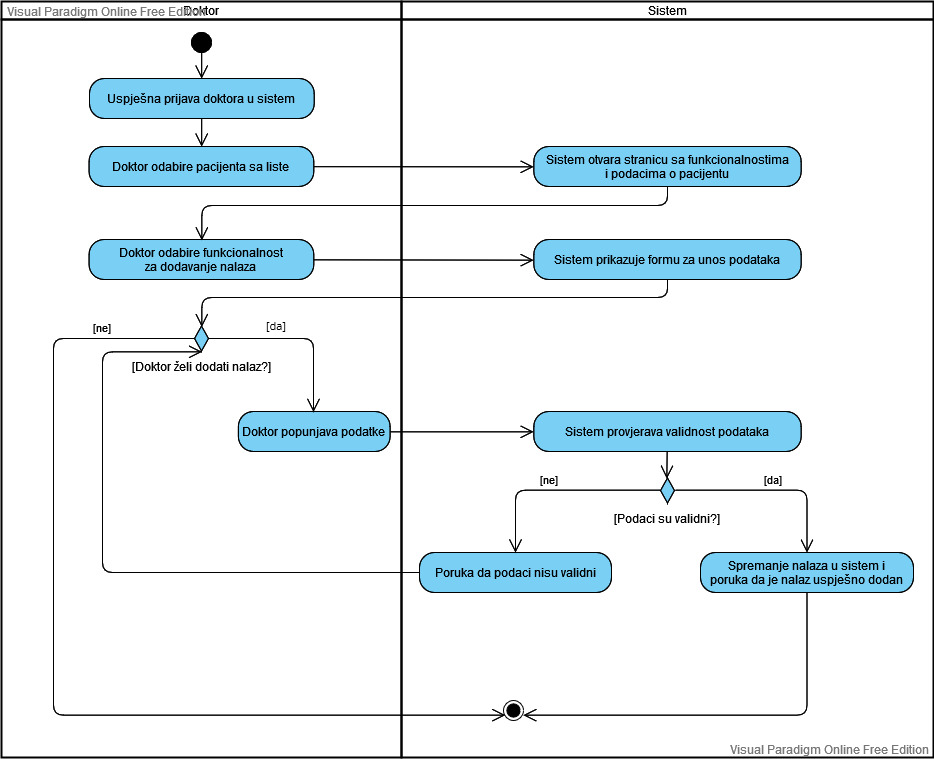 Visual Paradigm Online Free Edition
Doktor
Sistem
Uspješna prijava doktora u sistem
Doktor odabire pacijenta sa liste
Sistem otvara stranicu sa funkcionalnostima
i podacima o pacijentu
Doktor odabire funkcionalnost
za dodavanje nalaza
Sistem prikazuje formu za unos podataka
[ne]
[da]
[Doktor želi dodati nalaz?]
Doktor popunjava podatke
Sistem provjerava validnost podataka
[ne]
[da]
[Podaci su validni?]
Poruka da podaci nisu validni
Spremanje nalaza u sistem i
poruka da je nalaz uspješno dodan
Visual Paradigm Online Free Edition